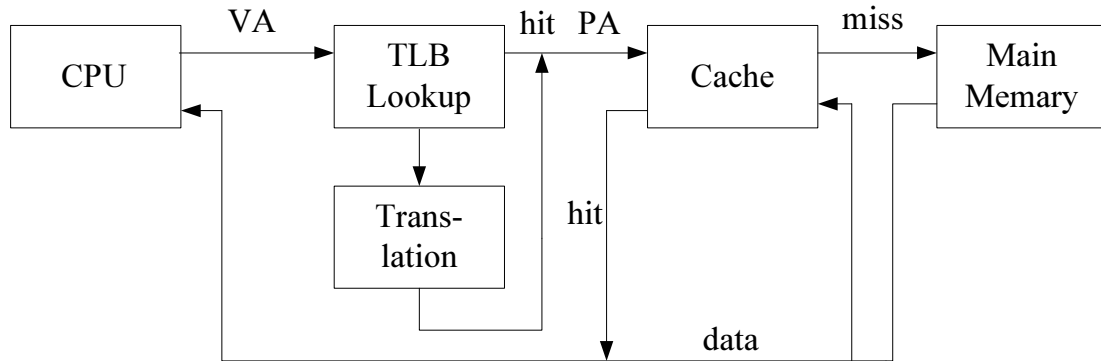 VA
hit PA
miss
CPU
TLB
Lookup
Cache
Main
Memary
Trans-
lation
hit
data